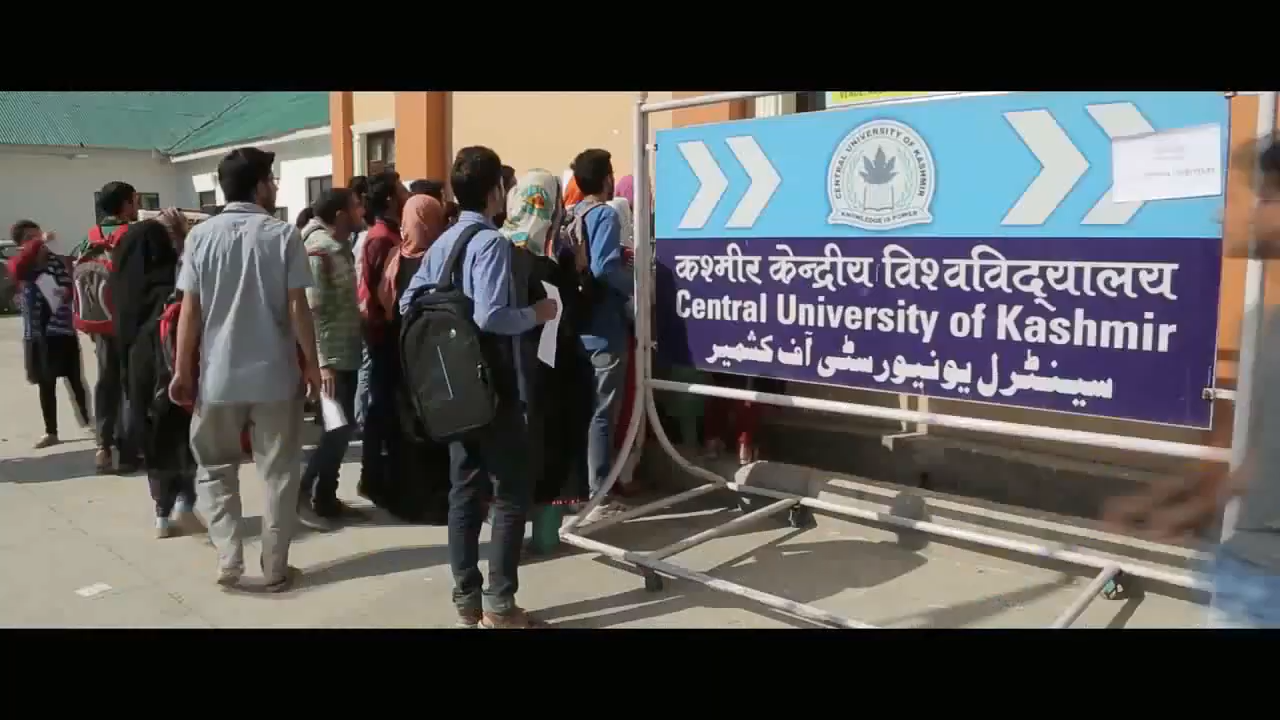 CENTRAL UNIVERSITY OF KASHMIR
KNOWLEDGE IS POWER
कश्मीर केन्द्रीय विश्वविद्यालय
Central University of Kashmir
سینٹرل یونیورسٹی آف کشمیر